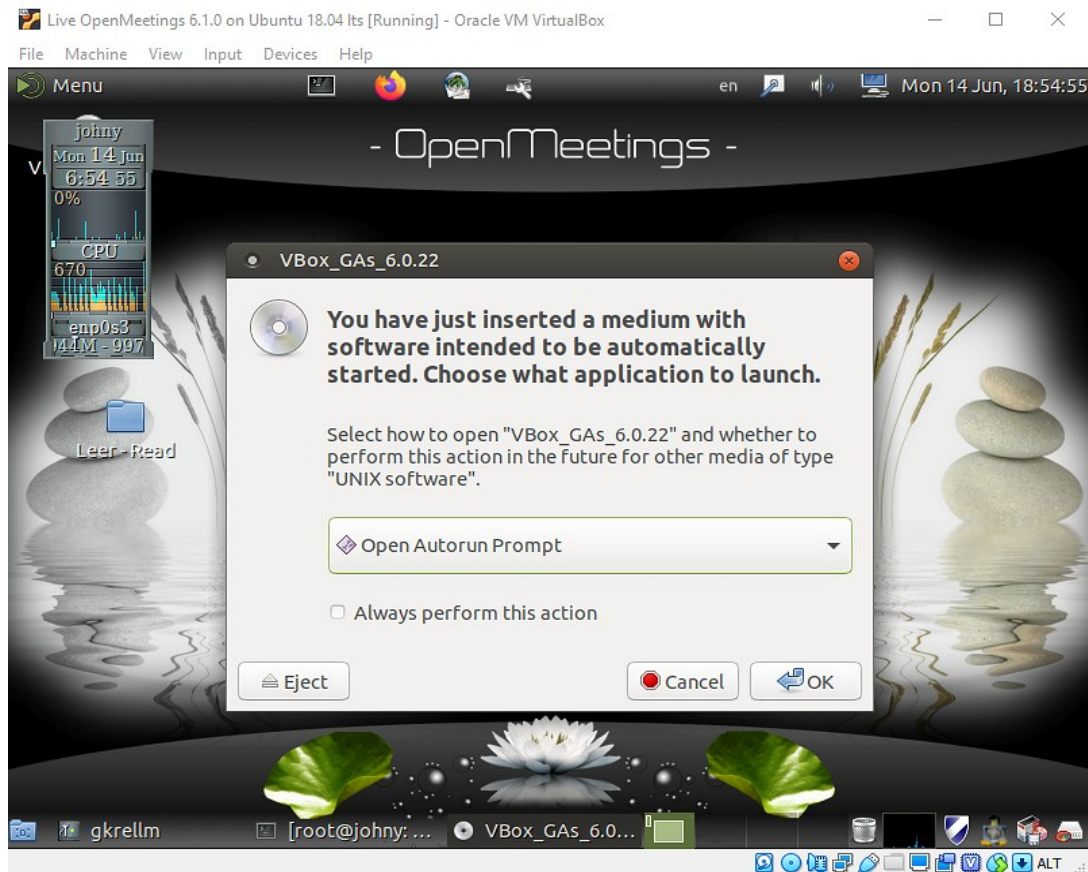 Live OpenMeetings 6.1.0 on Ubuntu 18.04 lts [Running] - Oracle VM VirtualBox
File Machine View Input Devices Help
Menu en Mon 14 Jun, 18:54:55
- OpenMeetings -
johny
Mon 14 Jun
6:54 55
0%
CPU
670
enp0s3
944M - 997
Leer - Read
VBox_GAs_6.0.22
You have just inserted a medium with
software intended to be automatically
started. Choose what application to launch.
Select how to open "VBox_GAs_6.0.22" and whether to
perform this action in the future for other media of type
"UNIX software".
Open Autorun Prompt
Always perform this action
Eject Cancel OK
gkrellm [root@johny: ... VBox_GAs_6.0...
ALT